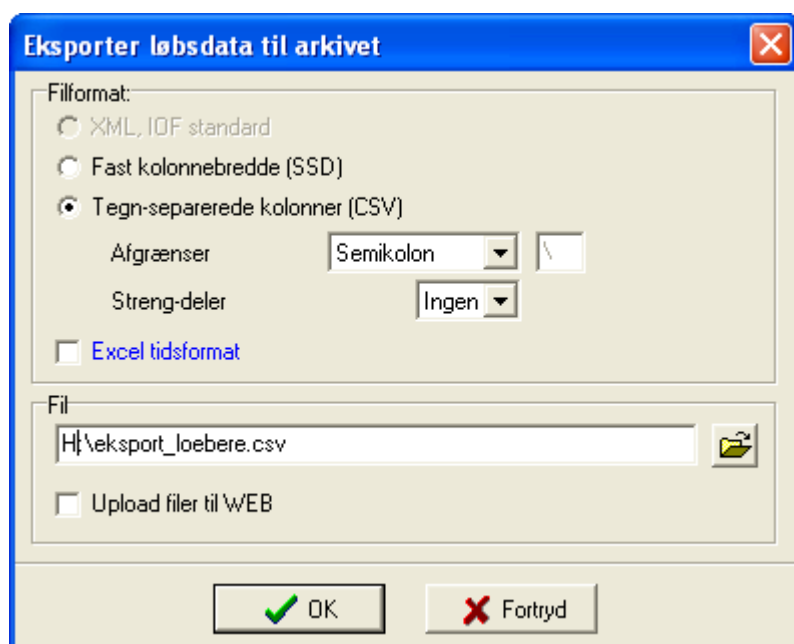 Eksporter løbsdata til arkivet
Filformat:
XML, IOF standard
Fast kolonnebredde (SSD)
Tegn-separerede kolonner (CSV)
Afgrænser Semikolon \
Streng-deler Ingen
Excel tidsformat
Fil
H:\eksport_loebere.csv
Upload filer til WEB
OK Fortryd